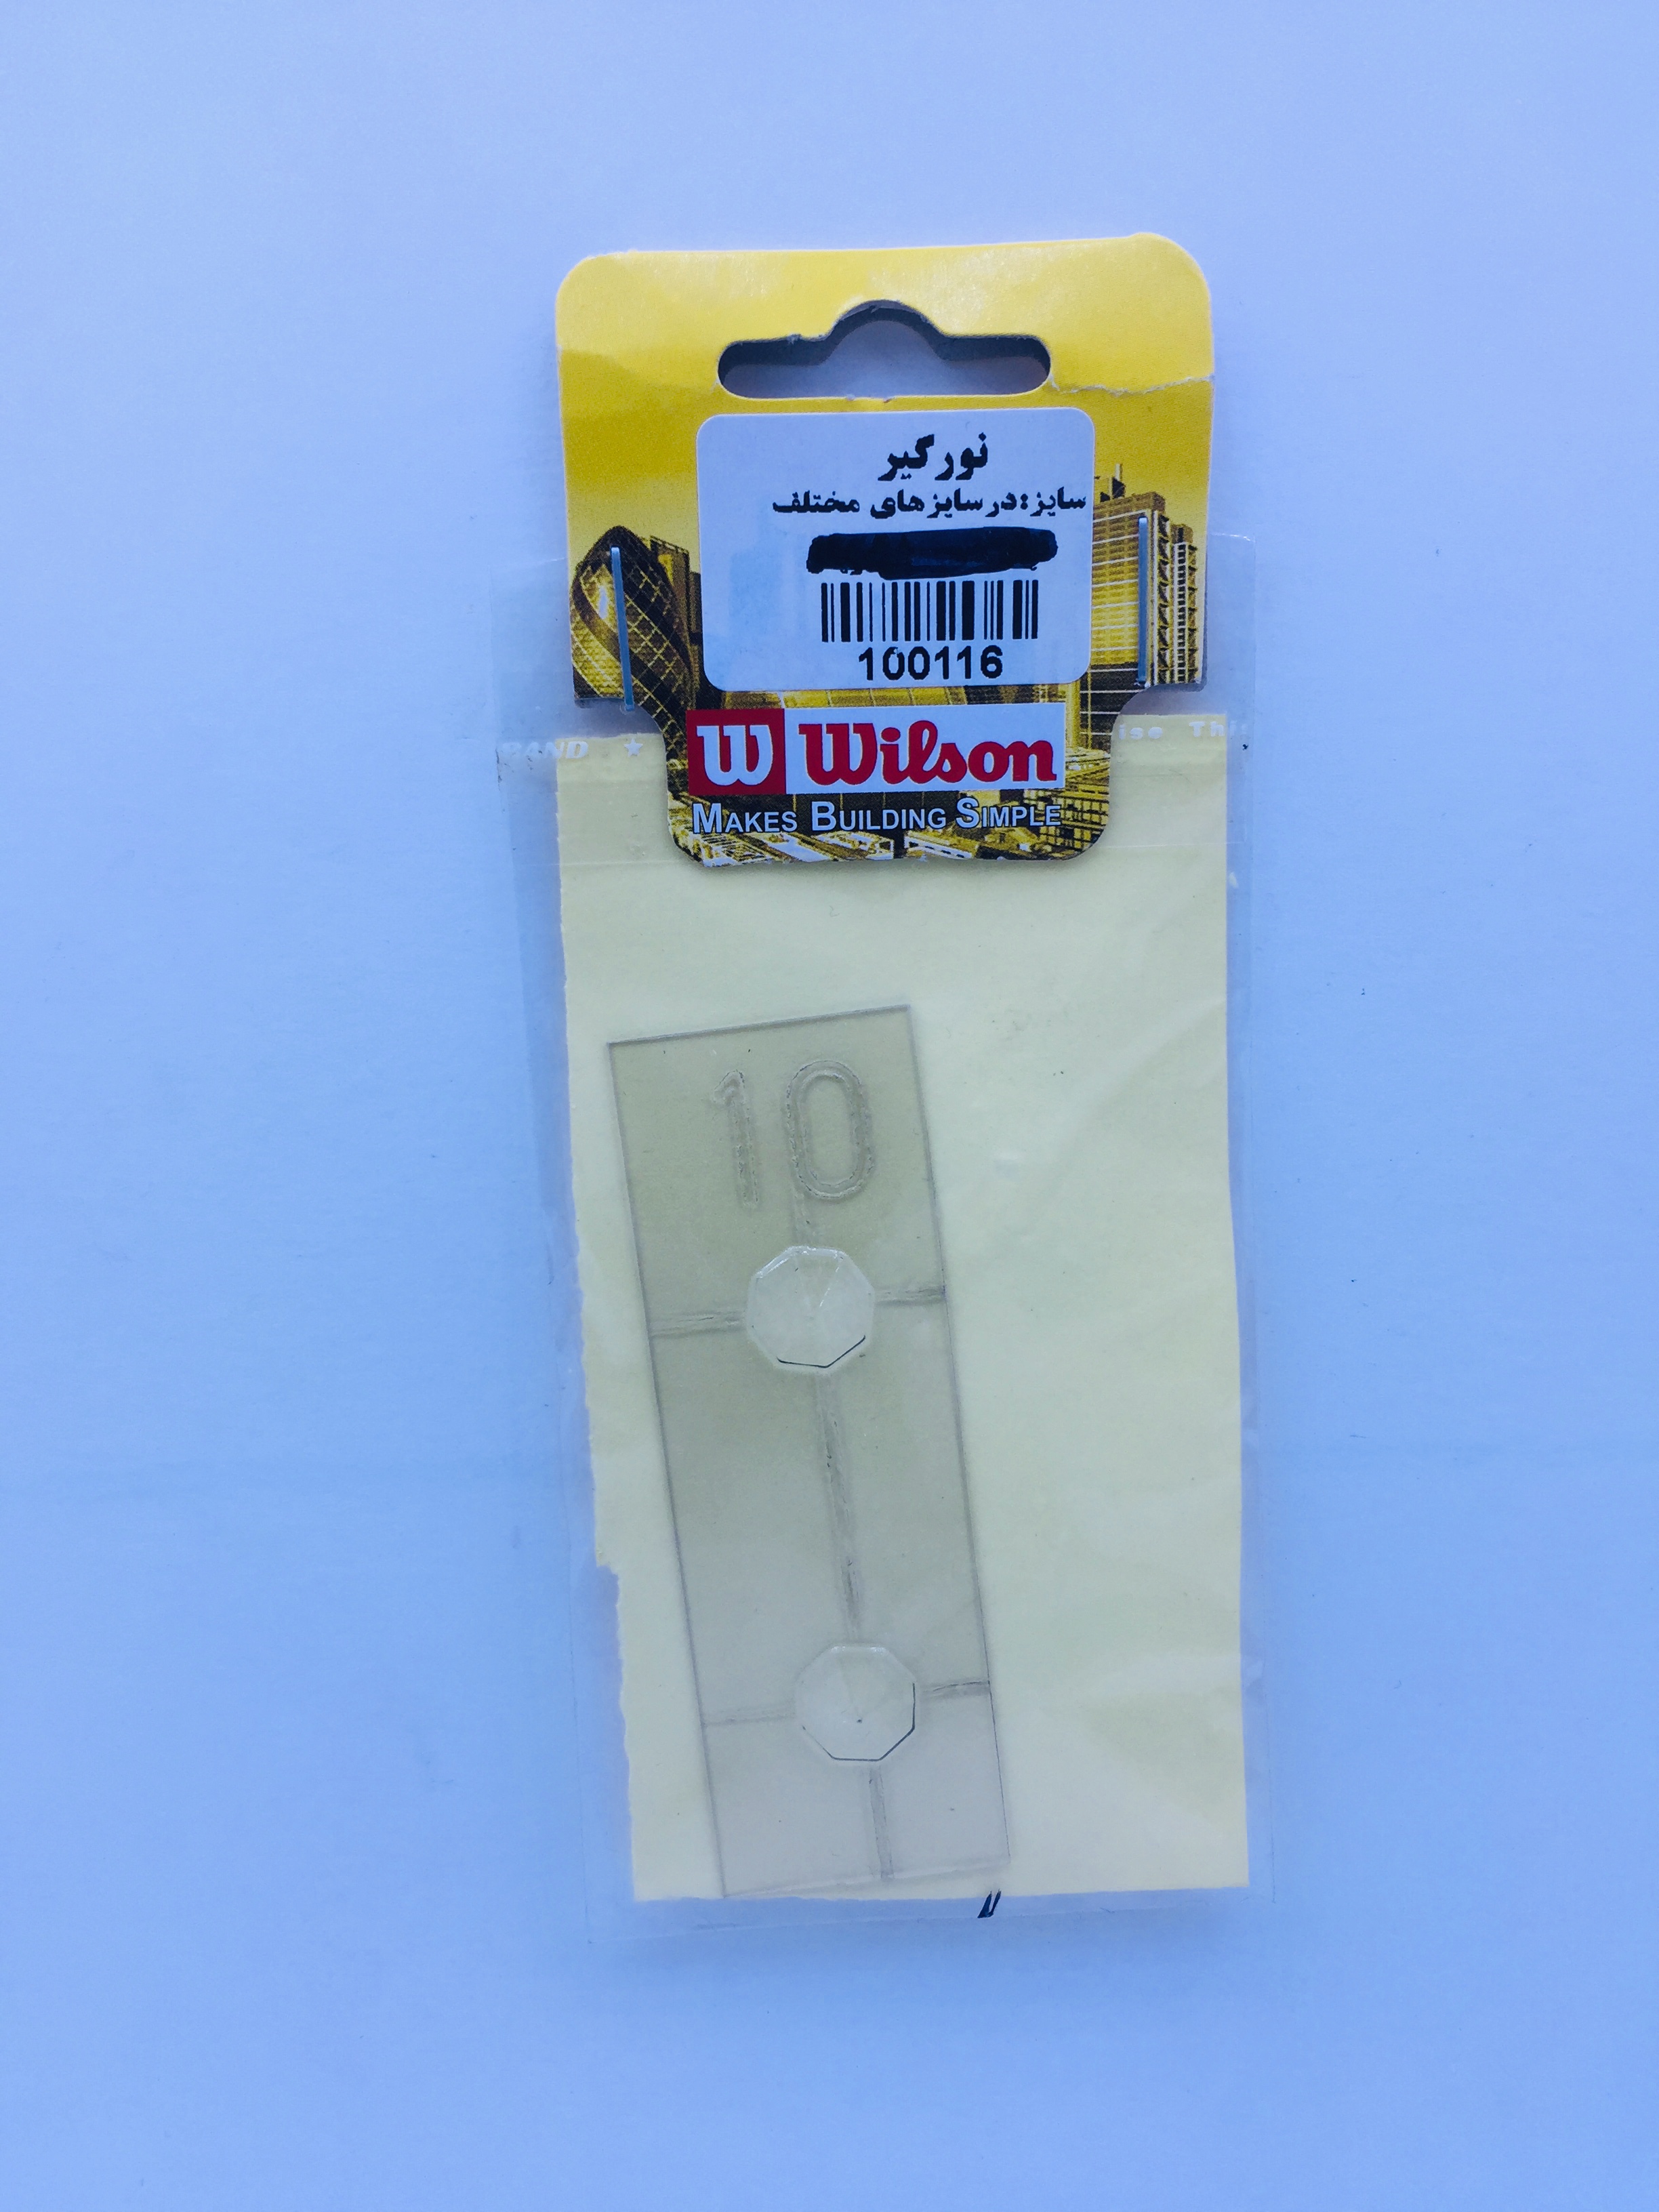 نورگیر
سایز:در سایزهای مختلف
100116
W Wilson
MAKES BUILDING SIMPLE
10